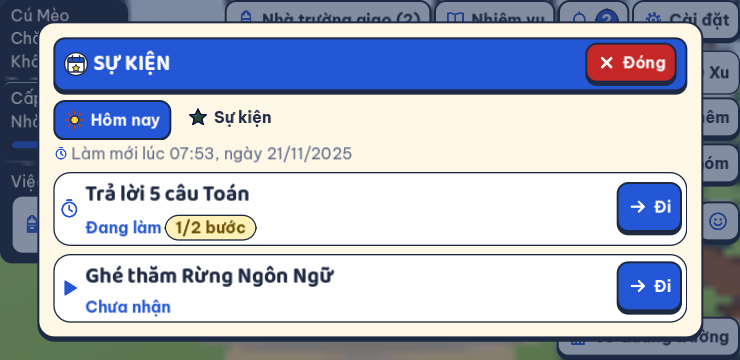 Cú Mèo
Nhà trường giao (2)
Nhiệm vụ
2
Cài đặt
SỰ KIỆN
Đóng
Xu
Hôm nay
Sự kiện
Làm mới lúc 07:53, ngày 21/11/2025
Trả lời 5 câu Toán
Đang làm 1/2 bước
Đi
Ghé thăm Rừng Ngôn Ngữ
Chưa nhận
Đi